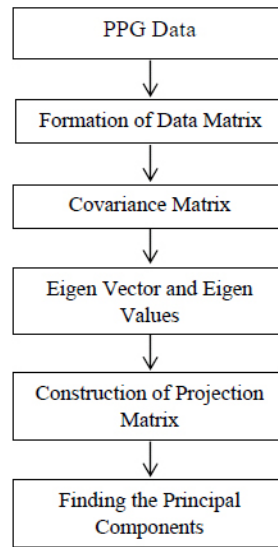 PPG Data
Formation of Data Matrix
Covariance Matrix
Eigen Vector and Eigen
Values
Construction of Projection
Matrix
Finding the Principal
Components